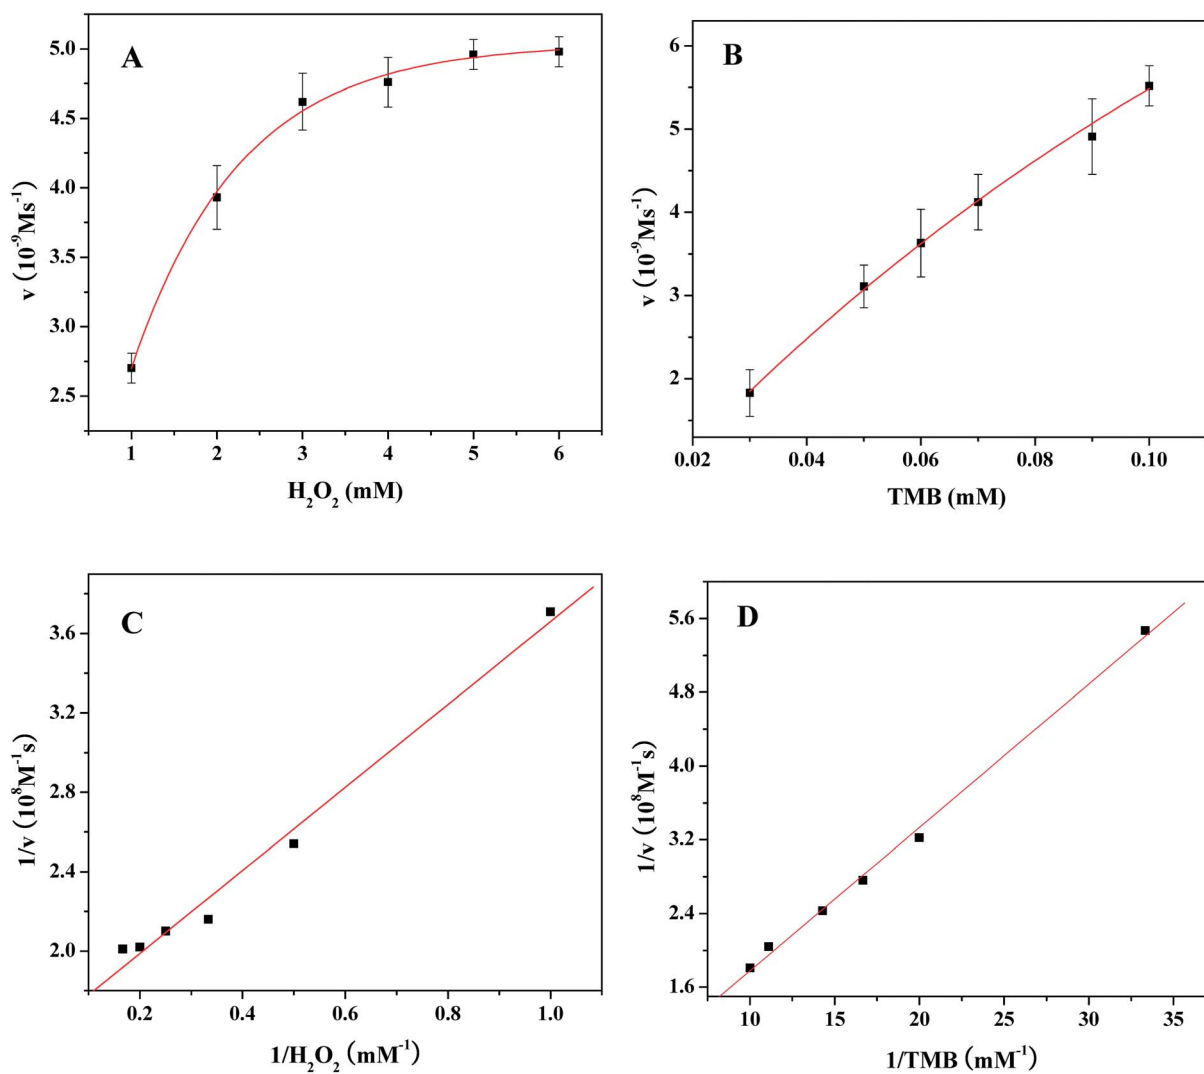 A
5.0
4.5
4.0
3.5
3.0
2.5
v (10⁻⁹Ms⁻¹)
1 2 3 4 5 6
H₂O₂ (mM)
B
6
5
4
3
2
v (10⁻⁹Ms⁻¹)
0.02 0.04 0.06 0.08 0.10
TMB (mM)
C
3.6
3.2
2.8
2.4
2.0
1/v (10⁸M⁻¹s)
0.2 0.4 0.6 0.8 1.0
1/H₂O₂ (mM⁻¹)
D
5.6
4.8
4.0
3.2
2.4
1.6
1/v (10⁸M⁻¹s)
10 15 20 25 30 35
1/TMB (mM⁻¹)